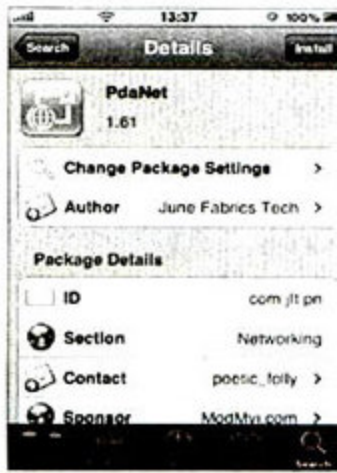 13:37 100%
Search Details Install
PdaNet
1.61
Change Package Settings >
Author June Fabrics Tech >
Package Details
ID com jft pn
Section Networking
Contact poetic_folly >
Sponsor ModMyi.com >
Search